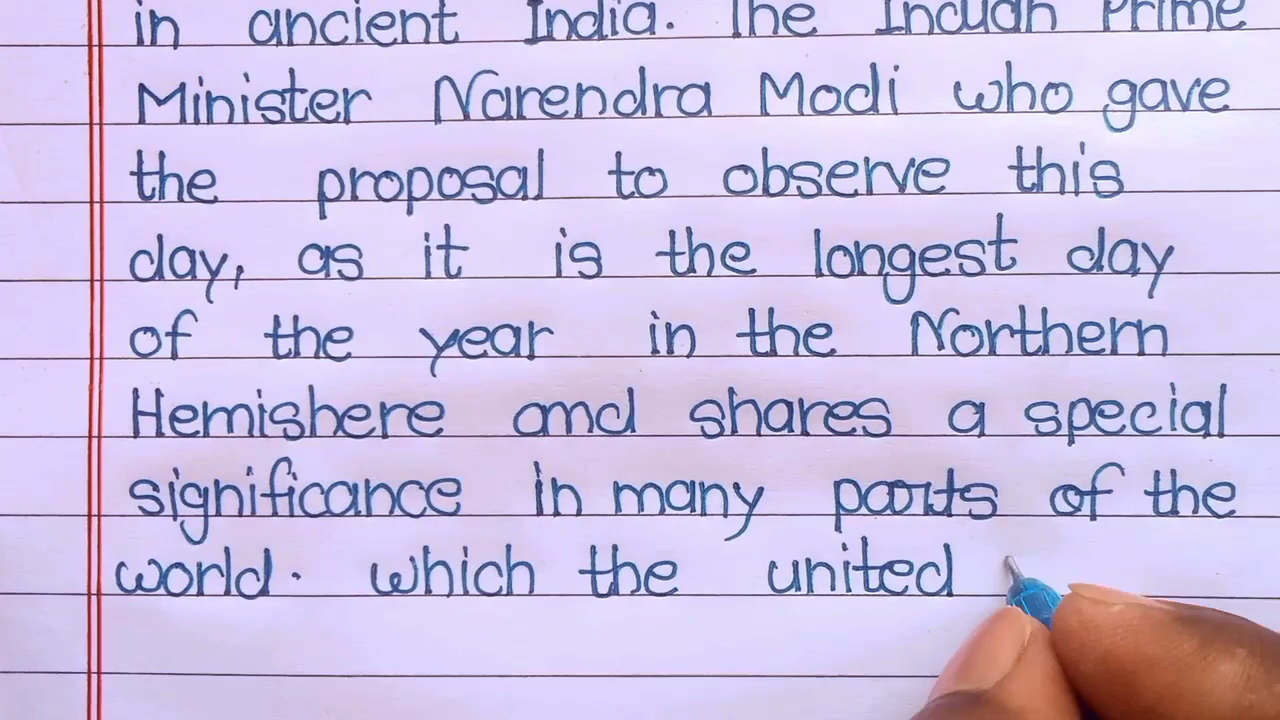 in ancient India. The Indian Prime
Minister Narendra Modi who gave
the proposal to observe this
day, as it is the longest day
of the year in the Northern
Hemishere and shares a special
significance in many parts of the
world. which the united